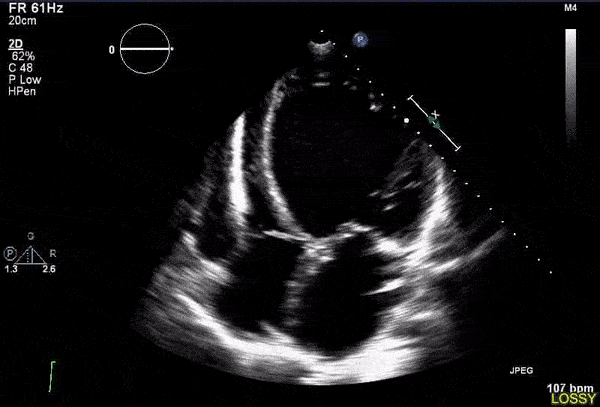 FR 61Hz
20cm
2D
62%
C 48
P Low
HPen
0
P
M4
G
P R
1.3 2.6
JPEG
107 bpm
LOSSY